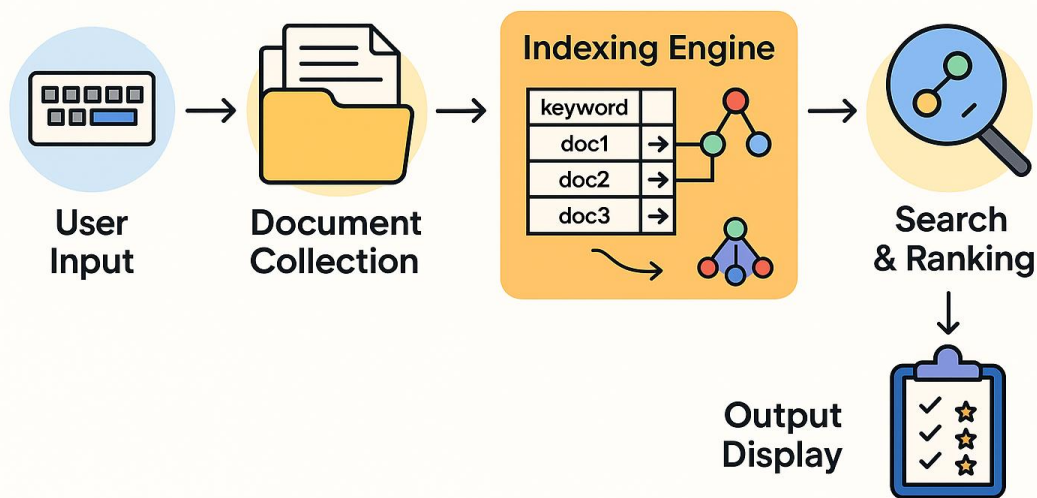 User
Input
Document
Collection
Indexing Engine
keyword
doc1
doc2
doc3
Search
& Ranking
Output
Display